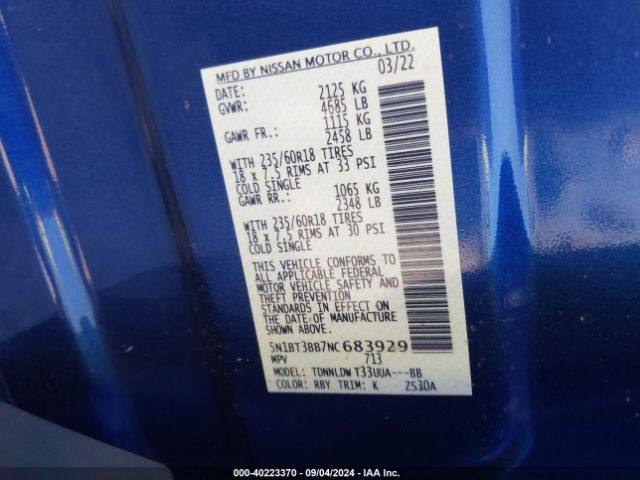 MFD BY NISSAN MOTOR CO., LTD.
DATE: 03/22
GVWR: 2125 KG
4685 LB
GAWR FR.: 1115 KG
2458 LB
WITH 235/60R18 TIRES
18 x 7.5 RIMS AT 33 PSI
COLD SINGLE
GAWR RR.: 1065 KG
2348 LB
WITH 235/60R18 TIRES
18 x 7.5 RIMS AT 30 PSI
COLD SINGLE
THIS VEHICLE CONFORMS TO
ALL APPLICABLE FEDERAL
MOTOR VEHICLE SAFETY AND
THEFT PREVENTION
STANDARDS IN EFFECT ON
THE DATE OF MANUFACTURE
SHOWN ABOVE.
5N1BT3BB7NC683929
MPV 713
MODEL: TDNNLDWT33UUA---BB
COLOR: RBY TRIM: K ZS30A
000-40223370 - 09/04/2024 - IAA Inc.